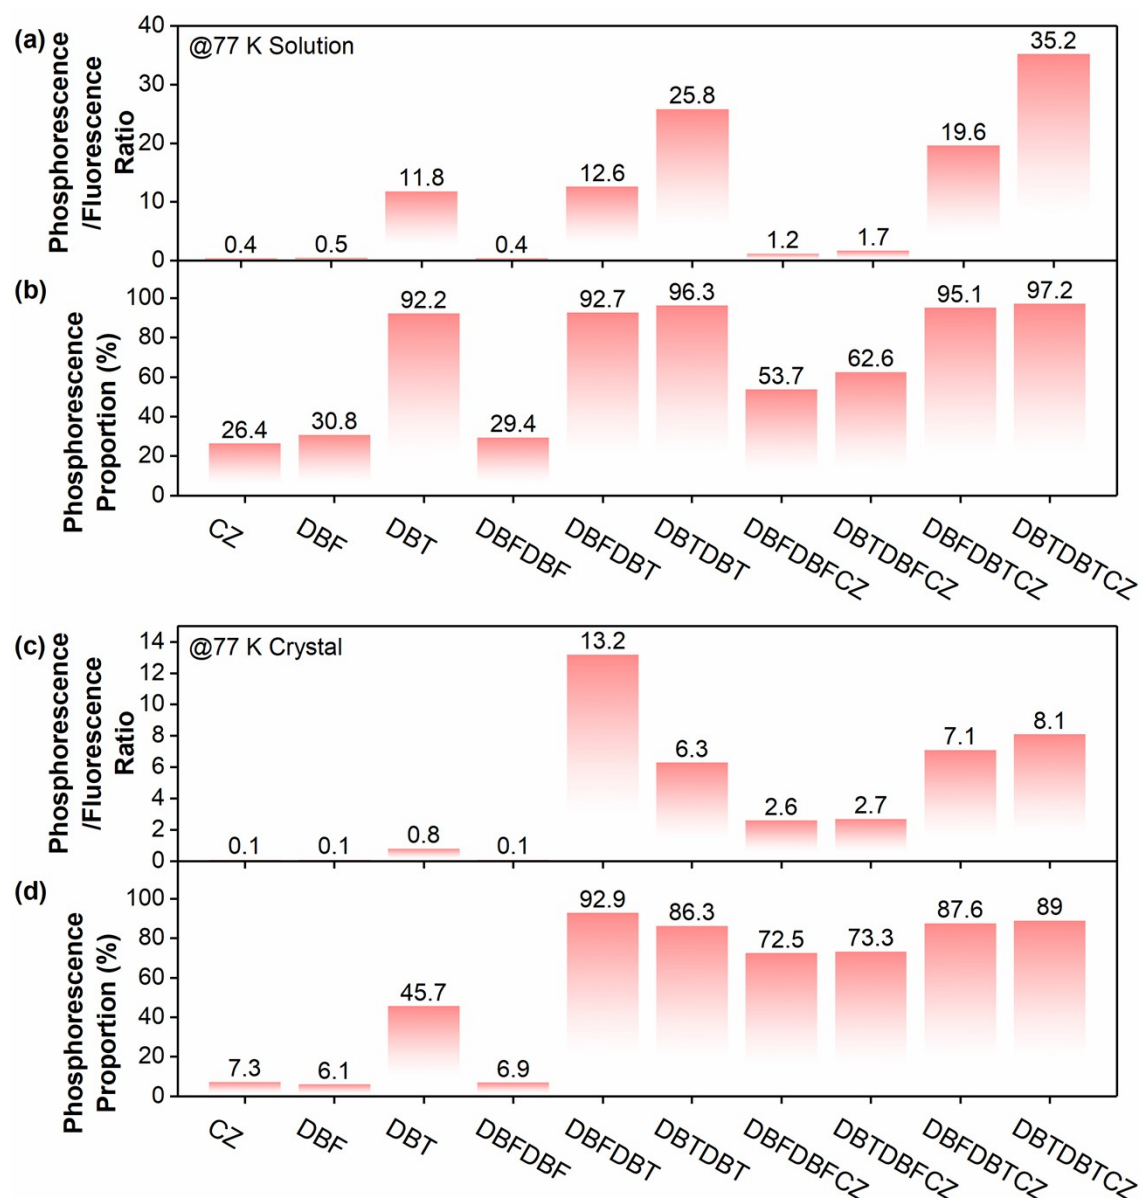 (a)
@77 K Solution
Phosphorescence
/Fluorescence
Ratio
40
30
20
10
0
0.4
0.5
11.8
0.4
12.6
25.8
1.2
1.7
19.6
35.2
(b)
Phosphorescence
Proportion (%)
100
80
60
40
20
0
26.4
30.8
92.2
29.4
92.7
96.3
53.7
62.6
95.1
97.2
CZ
DBF
DBT
DBFDBF
DBFDBT
DBTDBT
DBFDBFCZ
DBTDBFCZ
DBFDBTCZ
DBTDBTCZ
(c)
@77 K Crystal
Phosphorescence
/Fluorescence
Ratio
14
12
10
8
6
4
2
0
0.1
0.1
0.8
0.1
13.2
6.3
2.6
2.7
7.1
8.1
(d)
Phosphorescence
Proportion (%)
100
80
60
40
20
0
7.3
6.1
45.7
6.9
92.9
86.3
72.5
73.3
87.6
89
CZ
DBF
DBT
DBFDBF
DBFDBT
DBTDBT
DBFDBFCZ
DBTDBFCZ
DBFDBTCZ
DBTDBTCZ